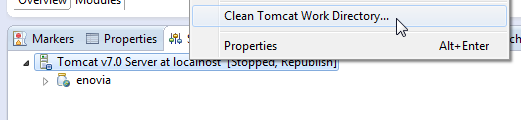 Overview Modules
Clean Tomcat Work Directory...
Properties Alt+Enter
Markers Properties
Tomcat v7.0 Server at localhost [Stopped, Republish]
enovia